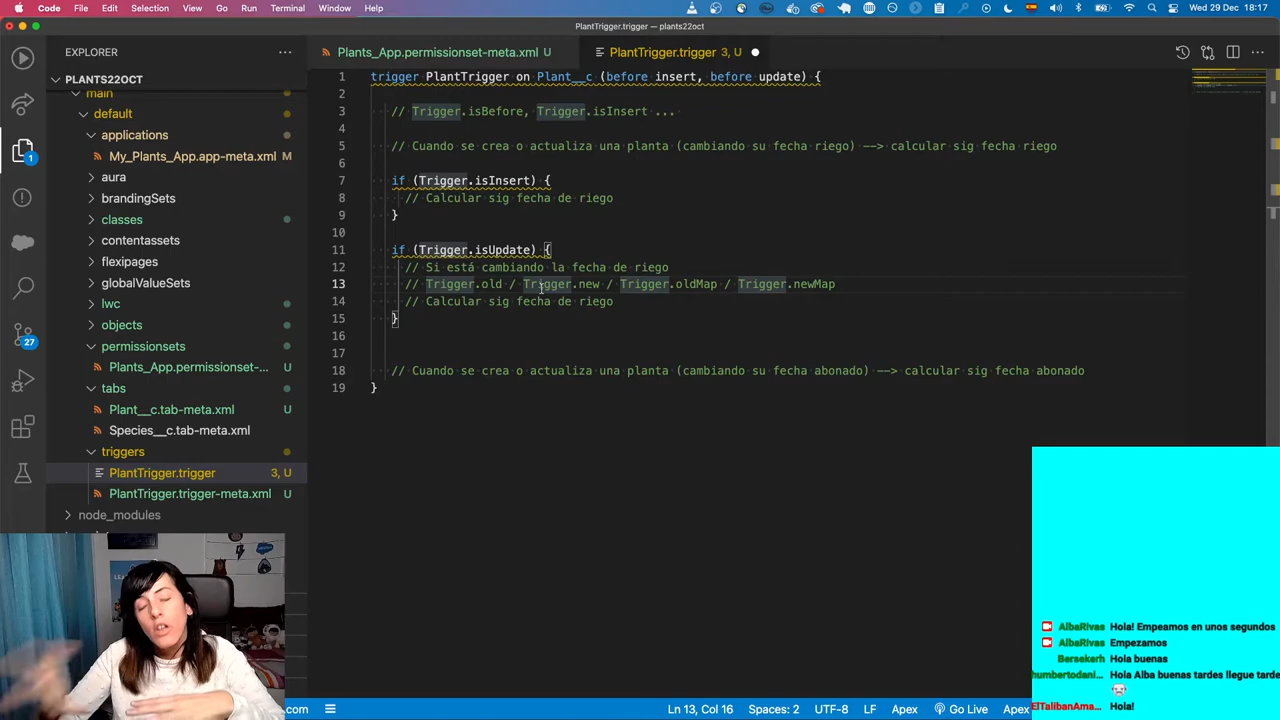 Code File Edit Selection View Go Run Terminal Window Help Wed 29 Dec 18:17
PlantTrigger.trigger — plants22oct
EXPLORER
PLANTS22OCT
main
default
applications
My_Plants_App.app-meta.xml M
aura
brandingSets
classes
contentassets
flexipages
globalValueSets
lwc
objects
permissionsets
Plants_App.permissionset-... U
tabs
Plant__c.tab-meta.xml U
Species__c.tab-meta.xml
triggers
PlantTrigger.trigger 3, U
PlantTrigger.trigger-meta.xml U
node_modules
1
27
Plants_App.permissionset-meta.xml U
PlantTrigger.trigger 3, U
1 trigger PlantTrigger on Plant__c (before insert, before update) {
2
3 // Trigger.isBefore, Trigger.isInsert ...
4
5 // Cuando se crea o actualiza una planta (cambiando su fecha riego) --> calcular sig fecha riego
6
7 if (Trigger.isInsert) {
8 // Calcular sig fecha de riego
9 }
10
11 if (Trigger.isUpdate) {
12 // Si está cambiando la fecha de riego
13 // Trigger.old / Trigger.new / Trigger.oldMap / Trigger.newMap
14 // Calcular sig fecha de riego
15 }
16
17
18 // Cuando se crea o actualiza una planta (cambiando su fecha abonado) --> calcular sig fecha abonado
19 }
AlbaRivas Hola! Empeamos en unos segundos
AlbaRivas Empezamos
Bersekerh Hola buenas
humbertodani... Hola Alba buenas tardes llegue tarde
ElTalibanAma... Hola!
.com Ln 13, Col 16 Spaces: 2 UTF-8 LF Apex Go Live Apex